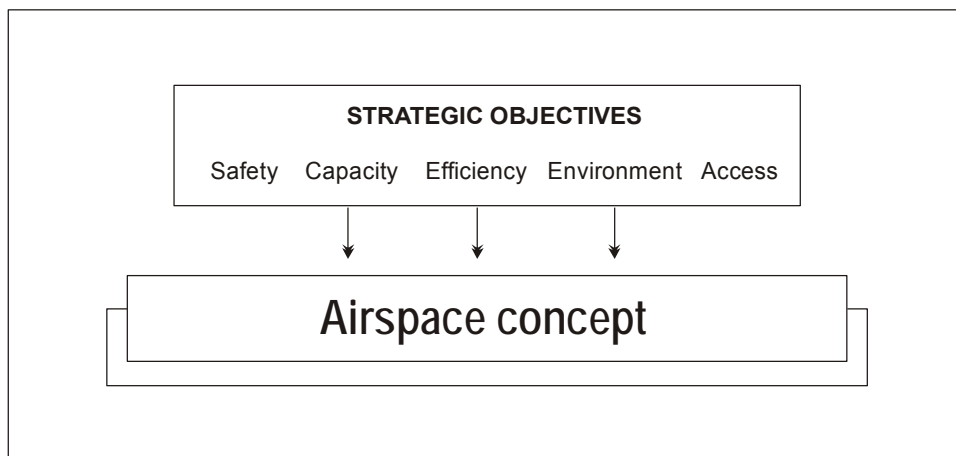 STRATEGIC OBJECTIVES
Safety Capacity Efficiency Environment Access
Airspace concept